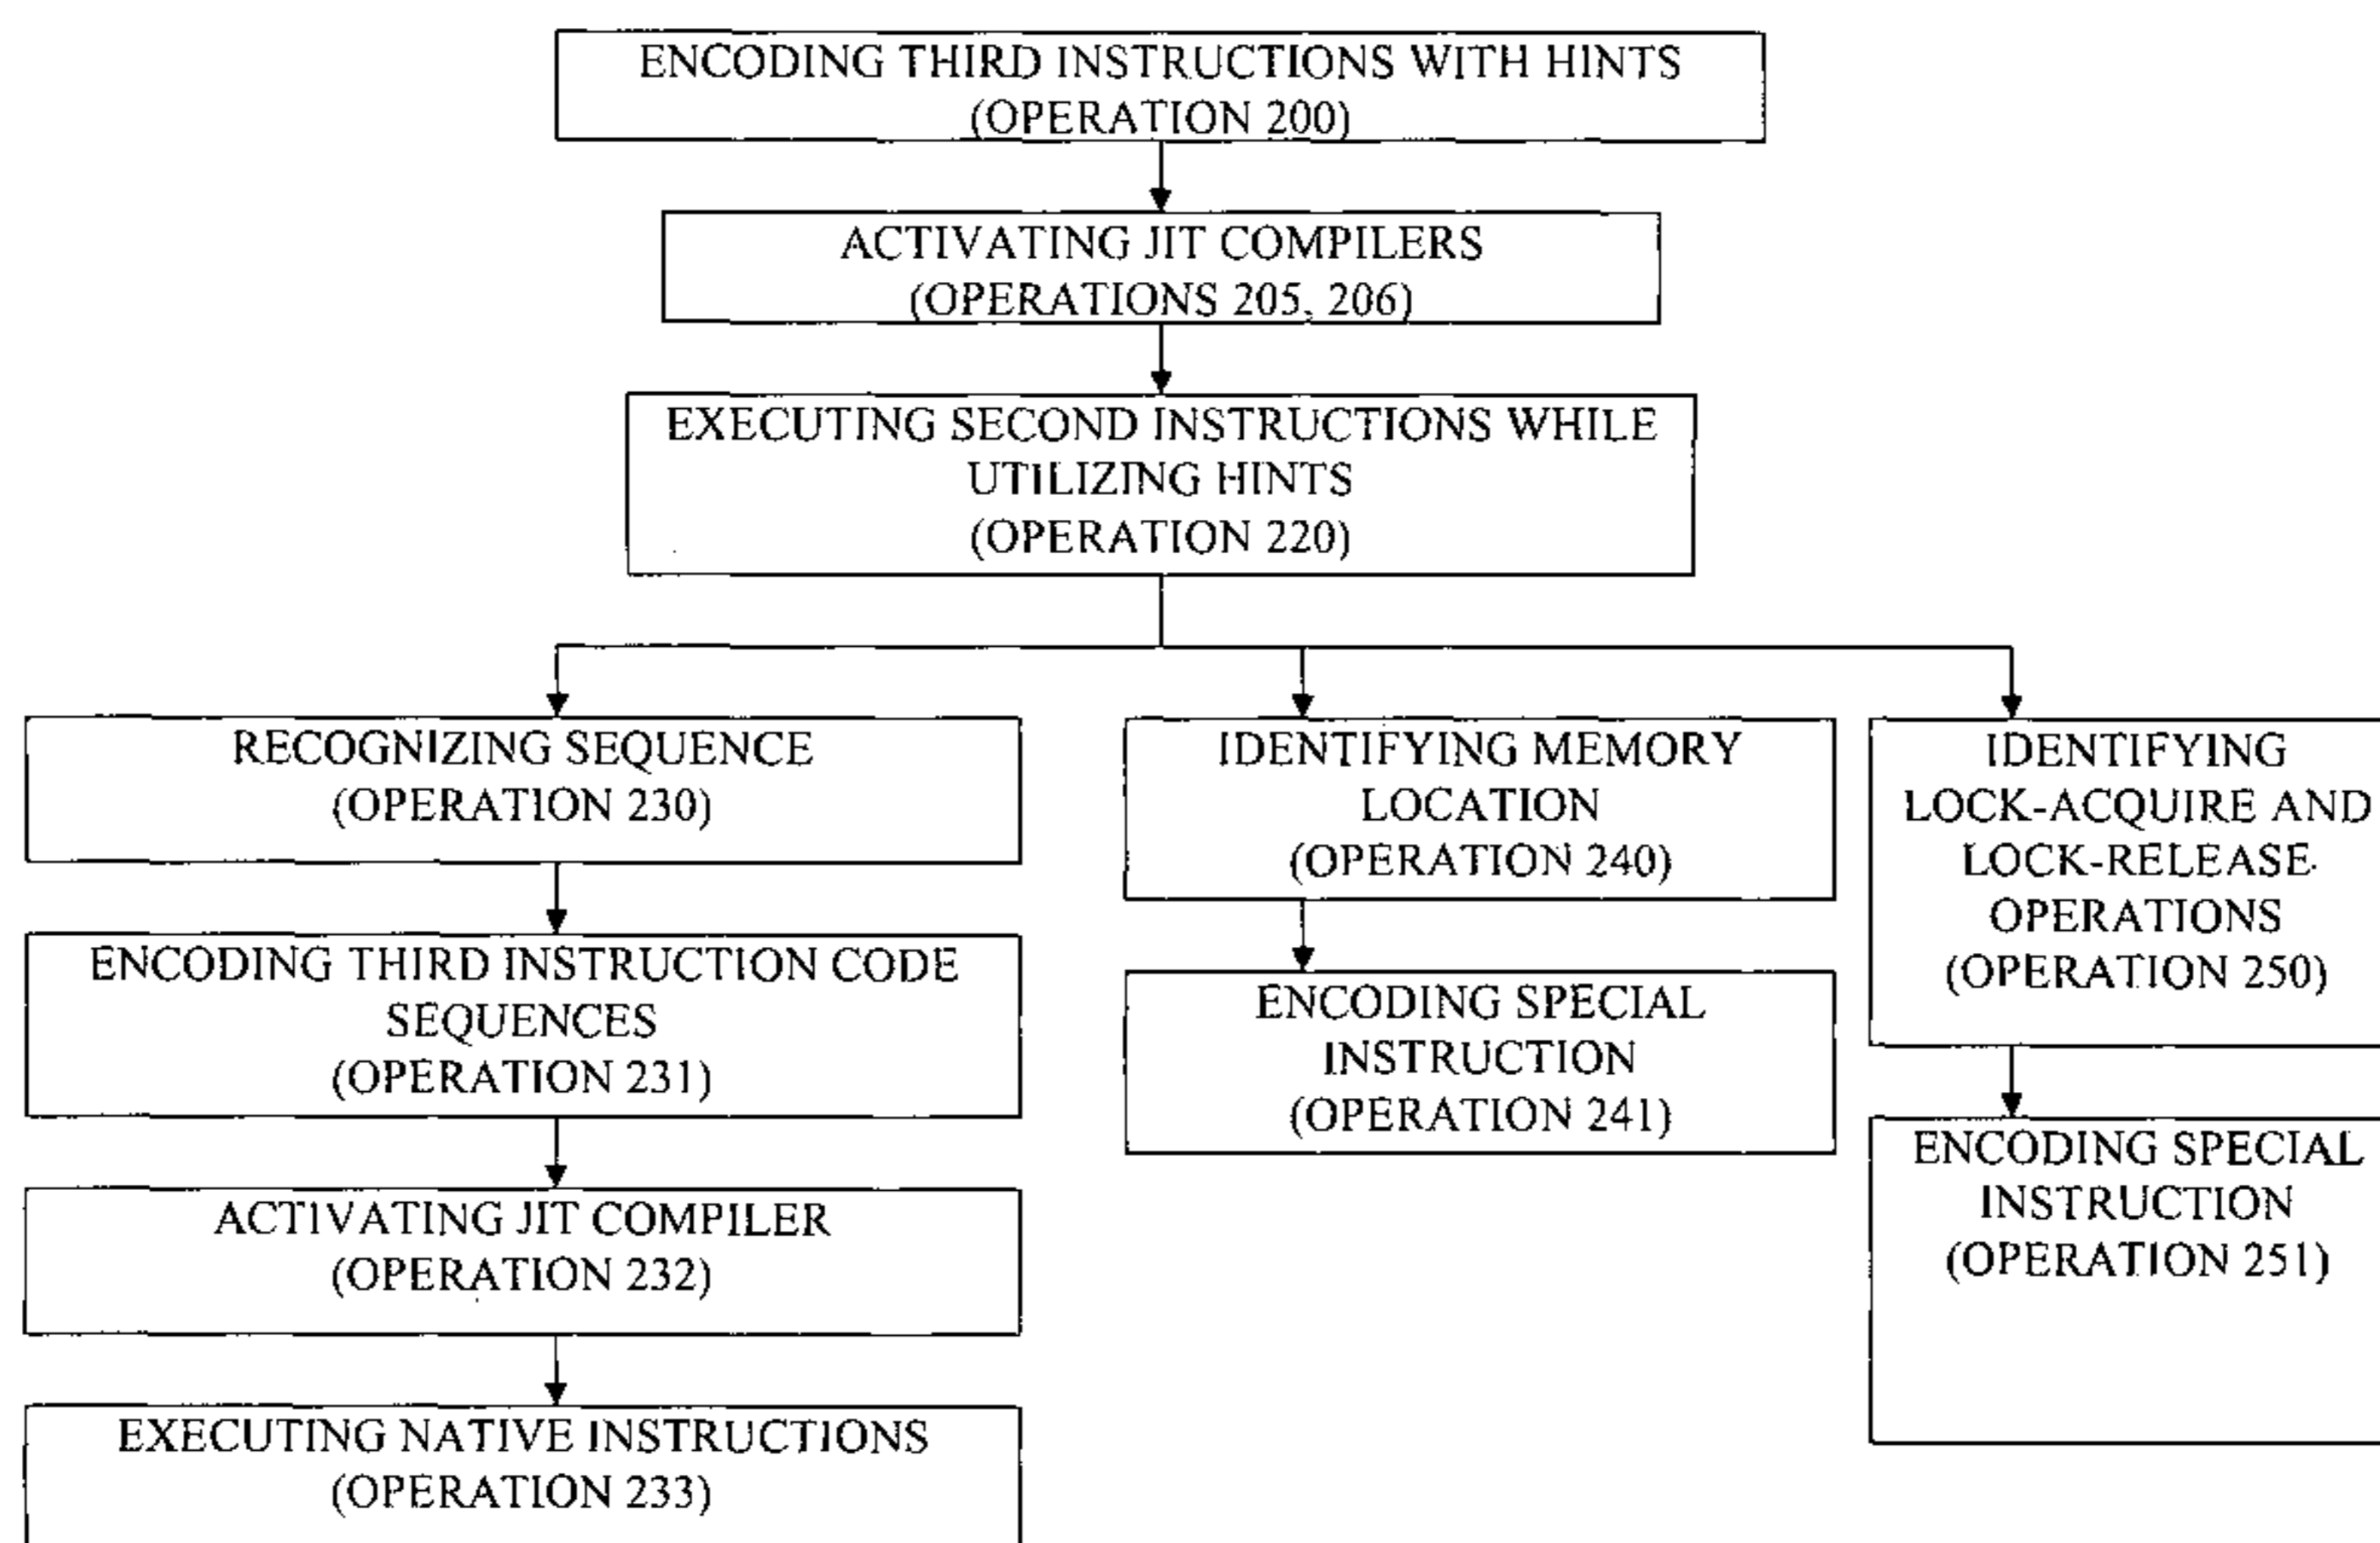 ENCODING THIRD INSTRUCTIONS WITH HINTS
(OPERATION 200)
ACTIVATING JIT COMPILERS
(OPERATIONS 205, 206)
EXECUTING SECOND INSTRUCTIONS WHILE
UTILIZING HINTS
(OPERATION 220)
RECOGNIZING SEQUENCE
(OPERATION 230)
ENCODING THIRD INSTRUCTION CODE
SEQUENCES
(OPERATION 231)
ACTIVATING JIT COMPILER
(OPERATION 232)
EXECUTING NATIVE INSTRUCTIONS
(OPERATION 233)
IDENTIFYING MEMORY
LOCATION
(OPERATION 240)
ENCODING SPECIAL
INSTRUCTION
(OPERATION 241)
IDENTIFYING
LOCK-ACQUIRE AND
LOCK-RELEASE
OPERATIONS
(OPERATION 250)
ENCODING SPECIAL
INSTRUCTION
(OPERATION 251)